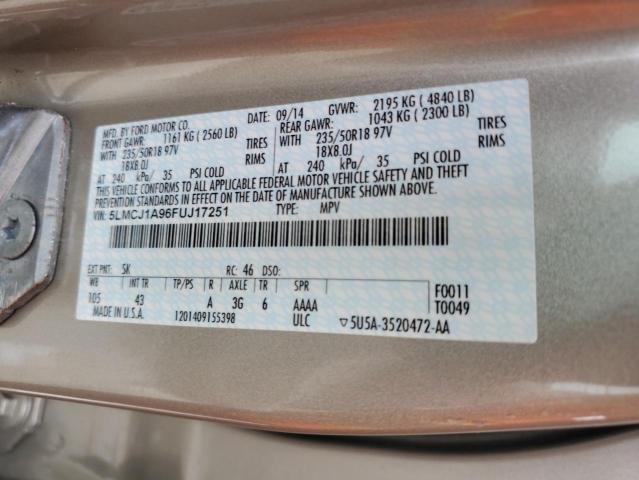 MFD. BY FORD MOTOR CO. DATE: 09/14 GVWR: 2195 KG ( 4840 LB)
FRONT GAWR: 1161 KG ( 2560 LB) REAR GAWR: 1043 KG ( 2300 LB)
WITH 235/50R18 97V TIRES WITH 235/50R18 97V TIRES
18X8.0J RIMS 18X8.0J RIMS
AT 240 kPa/ 35 PSI COLD AT 240 kPa/ 35 PSI COLD
THIS VEHICLE CONFORMS TO ALL APPLICABLE FEDERAL MOTOR VEHICLE SAFETY AND THEFT
PREVENTION STANDARDS IN EFFECT ON THE DATE OF MANUFACTURE SHOWN ABOVE.
VIN: 5LMCJ1A96FUJ17251 TYPE: MPV
EXT PNT: SK RC: 46 DSO:
WB INT TR TP/PS R AXLE TR SPR F0011
105 43 A 3G 6 AAAA T0049
MADE IN U.S.A. 1201409155398 ULC ▽5U5A-3520472-AA